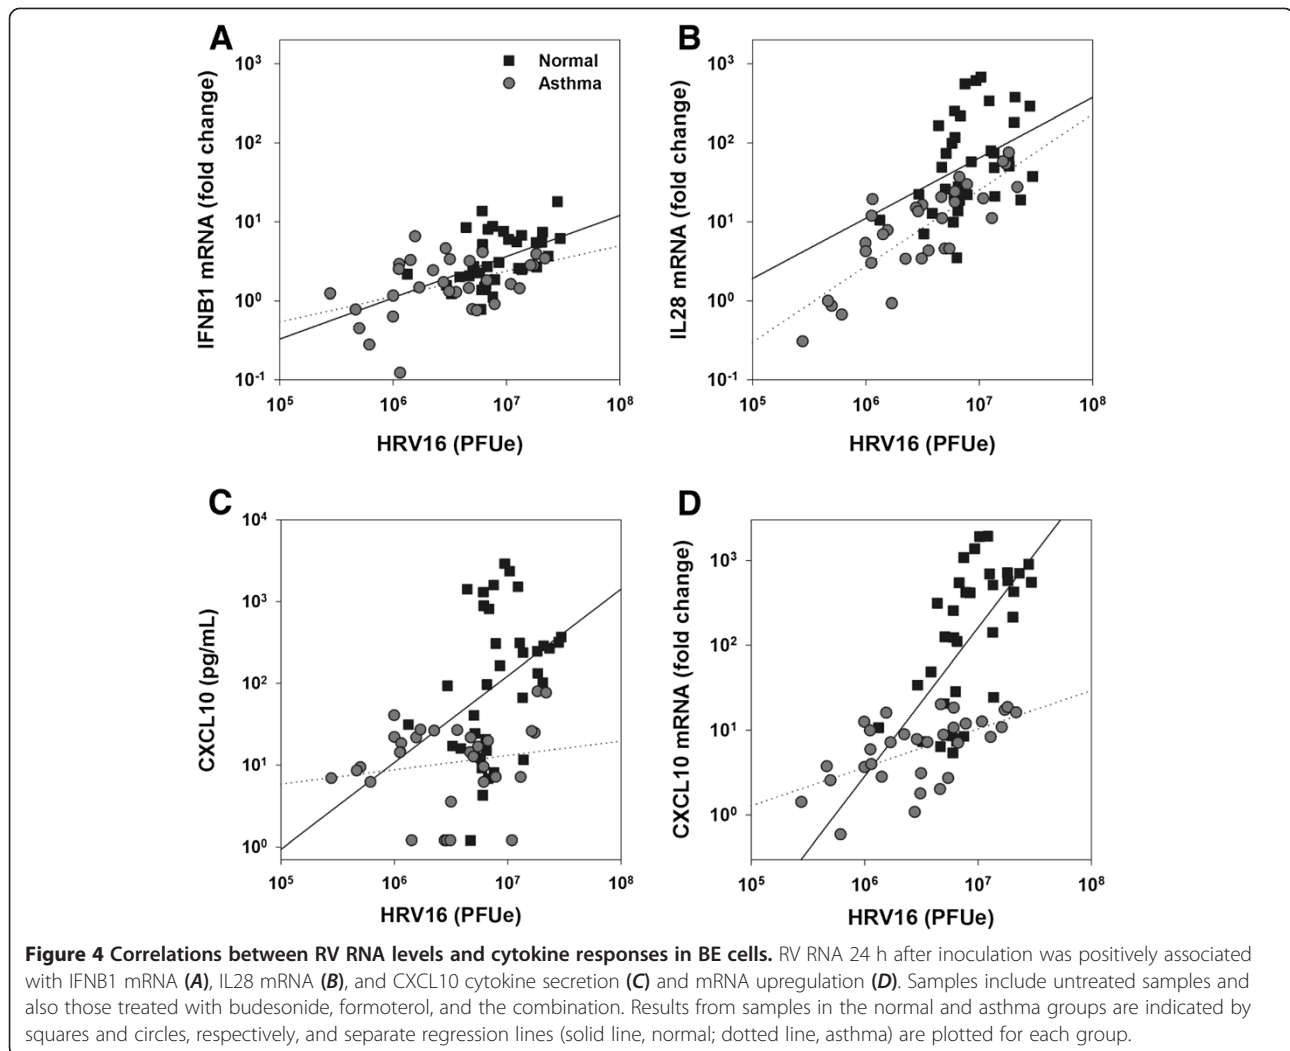 A
B
Normal
Asthma
IFNB1 mRNA (fold change)
10³
10²
10¹
10⁰
10⁻¹
10⁵ 10⁶ 10⁷ 10⁸
HRV16 (PFUe)
IL28 mRNA (fold change)
10³
10²
10¹
10⁰
10⁻¹
10⁵ 10⁶ 10⁷ 10⁸
HRV16 (PFUe)
C
D
CXCL10 (pg/mL)
10⁴
10³
10²
10¹
10⁰
10⁵ 10⁶ 10⁷ 10⁸
HRV16 (PFUe)
CXCL10 mRNA (fold change)
10³
10²
10¹
10⁰
10⁵ 10⁶ 10⁷ 10⁸
HRV16 (PFUe)
Figure 4 Correlations between RV RNA levels and cytokine responses in BE cells. RV RNA 24 h after inoculation was positively associated
with IFNB1 mRNA (A), IL28 mRNA (B), and CXCL10 cytokine secretion (C) and mRNA upregulation (D). Samples include untreated samples and
also those treated with budesonide, formoterol, and the combination. Results from samples in the normal and asthma groups are indicated by
squares and circles, respectively, and separate regression lines (solid line, normal; dotted line, asthma) are plotted for each group.